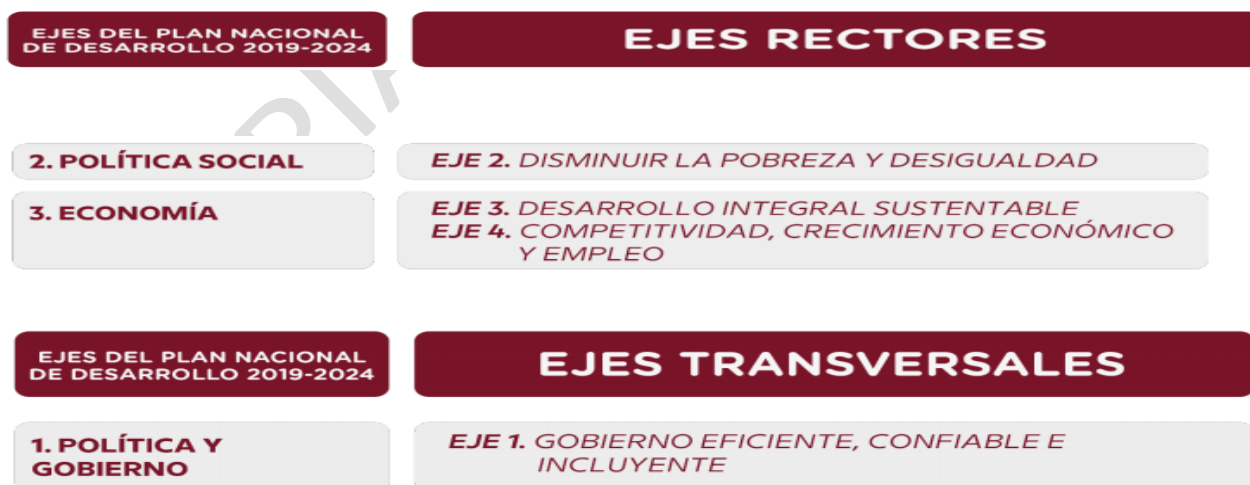 EJES DEL PLAN NACIONAL
DE DESARROLLO 2019-2024
EJES RECTORES
2. POLÍTICA SOCIAL
EJE 2. DISMINUIR LA POBREZA Y DESIGUALDAD
3. ECONOMÍA
EJE 3. DESARROLLO INTEGRAL SUSTENTABLE
EJE 4. COMPETITIVIDAD, CRECIMIENTO ECONÓMICO
Y EMPLEO
EJES DEL PLAN NACIONAL
DE DESARROLLO 2019-2024
EJES TRANSVERSALES
1. POLÍTICA Y
GOBIERNO
EJE 1. GOBIERNO EFICIENTE, CONFIABLE E
INCLUYENTE